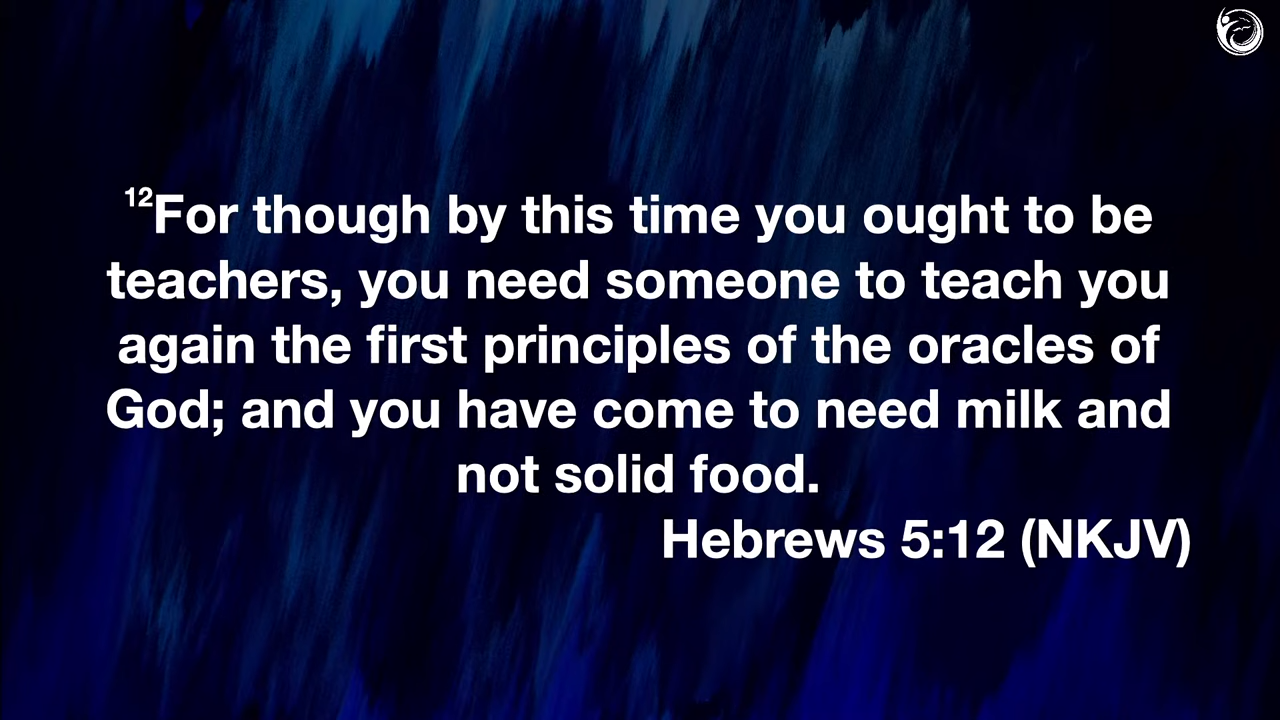 ¹²For though by this time you ought to be
teachers, you need someone to teach you
again the first principles of the oracles of
God; and you have come to need milk and
not solid food.
Hebrews 5:12 (NKJV)